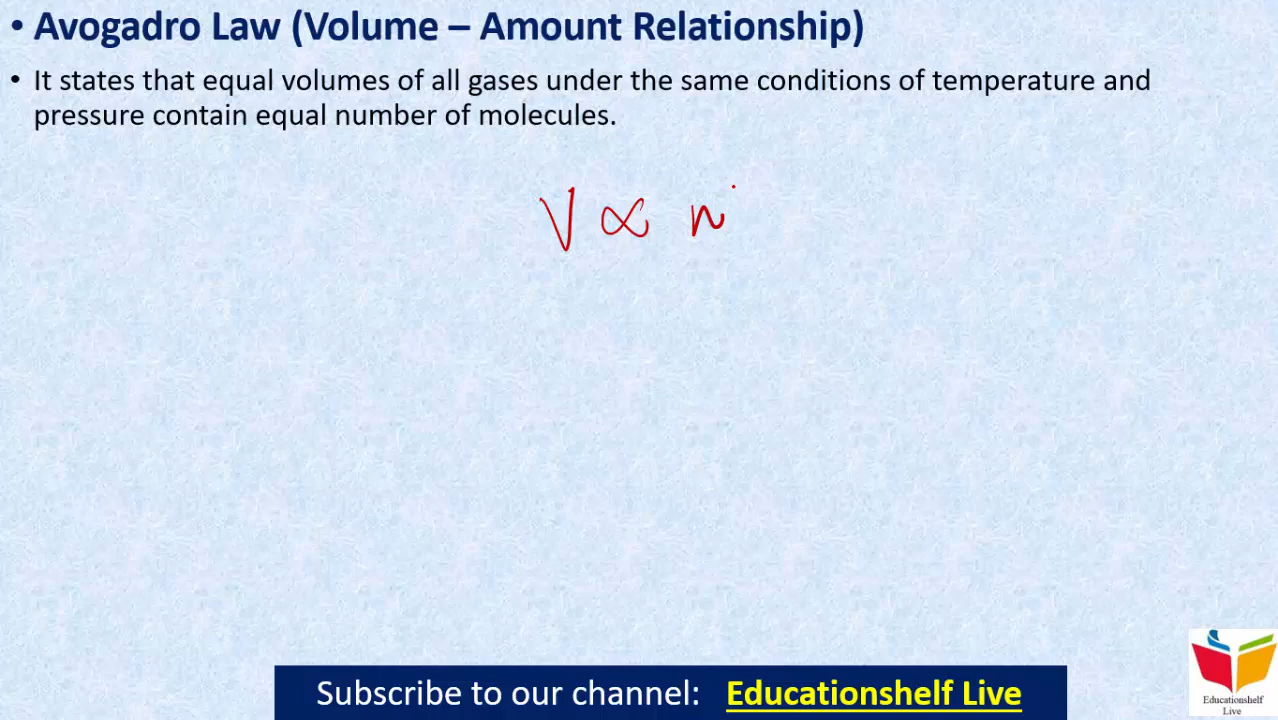 • Avogadro Law (Volume – Amount Relationship)
• It states that equal volumes of all gases under the same conditions of temperature and
pressure contain equal number of molecules.
V ∝ n
Subscribe to our channel: Educationshelf Live
Educationshelf
Live